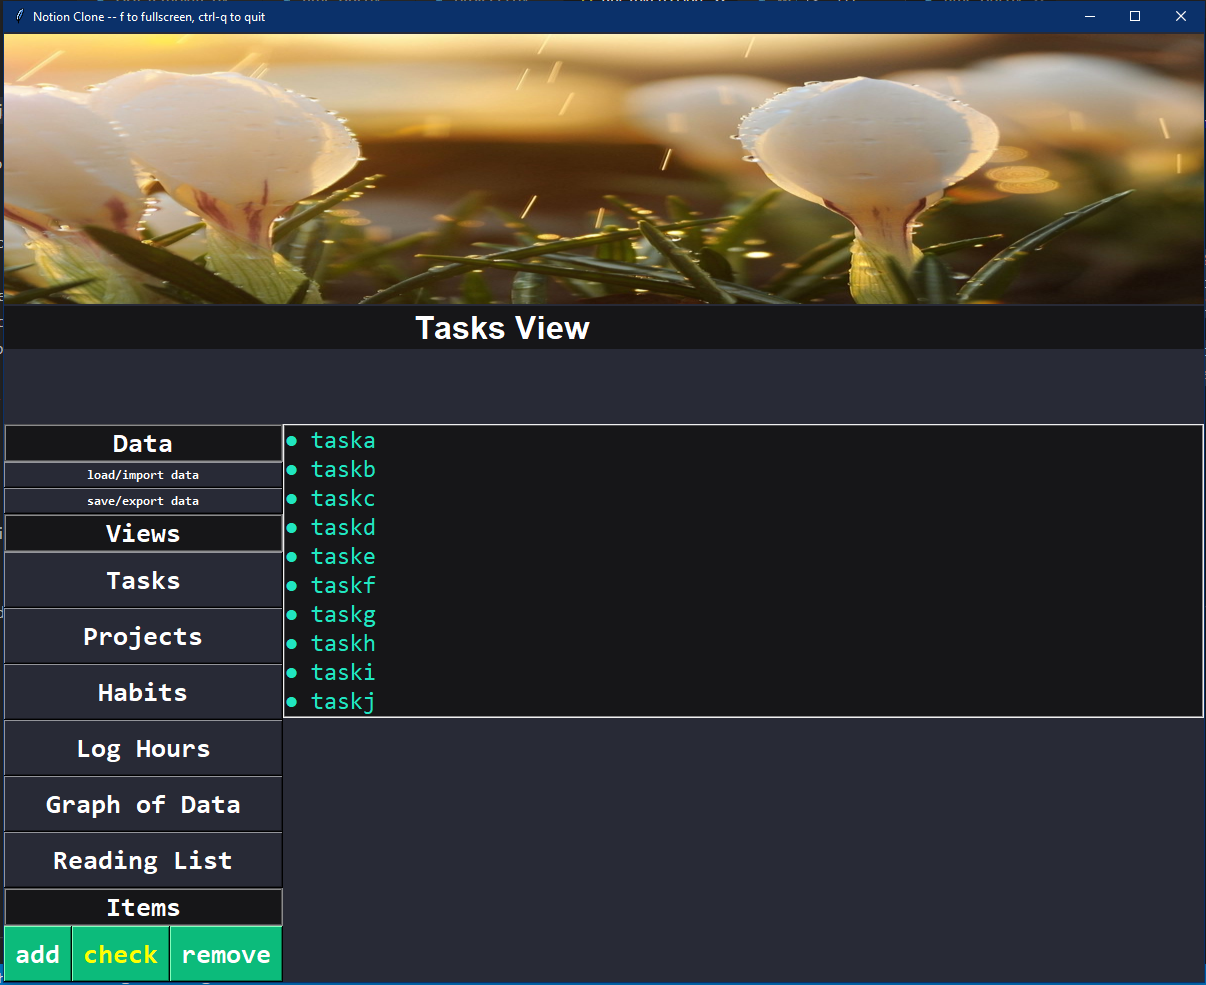 Notion Clone -- f to fullscreen, ctrl-q to quit
Tasks View
Data
load/import data
save/export data
Views
Tasks
Projects
Habits
Log Hours
Graph of Data
Reading List
Items
add check remove
● taska
● taskb
● taskc
● taskd
● taske
● taskf
● taskg
● taskh
● taski
● taskj